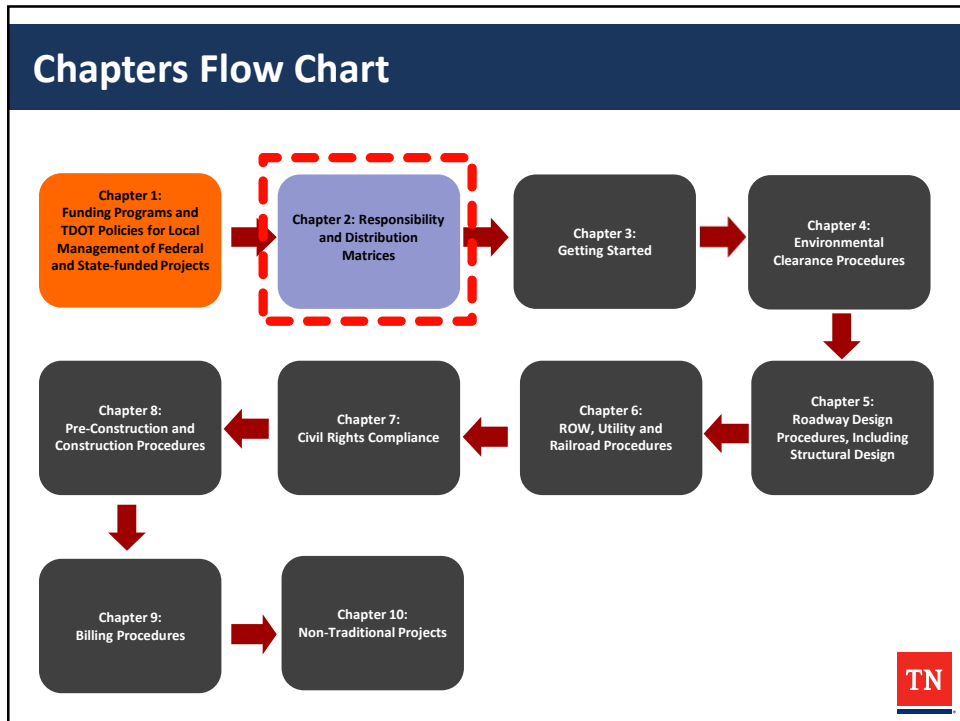 Chapters Flow Chart
Chapter 1:
Funding Programs and
TDOT Policies for Local
Management of Federal
and State-funded Projects
Chapter 2: Responsibility
and Distribution
Matrices
Chapter 3:
Getting Started
Chapter 4:
Environmental
Clearance Procedures
Chapter 5:
Roadway Design
Procedures, Including
Structural Design
Chapter 6:
ROW, Utility and
Railroad Procedures
Chapter 7:
Civil Rights Compliance
Chapter 8:
Pre-Construction and
Construction Procedures
Chapter 9:
Billing Procedures
Chapter 10:
Non-Traditional Projects
TN